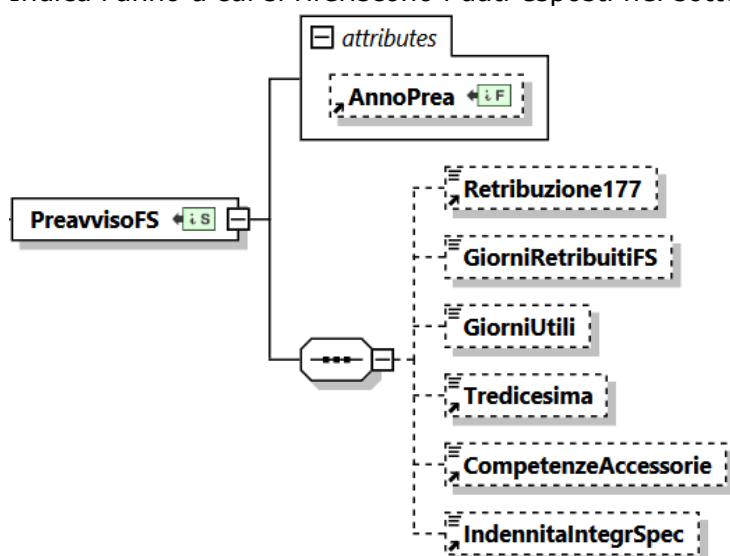 attributes
AnnoPrea
i F
PreavvisoFS
i S
Retribuzione177
GiorniRetribuitiFS
GiorniUtili
Tredicesima
CompetenzeAccessorie
IndennitaIntegrSpec